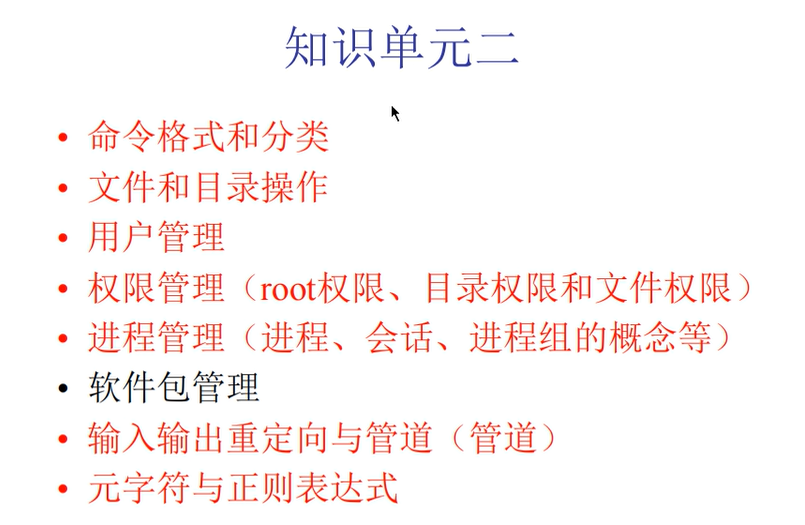 知识单元二
• 命令格式和分类
• 文件和目录操作
• 用户管理
• 权限管理（root权限、目录权限和文件权限）
• 进程管理（进程、会话、进程组的概念等）
• 软件包管理
• 输入输出重定向与管道（管道）
• 元字符与正则表达式